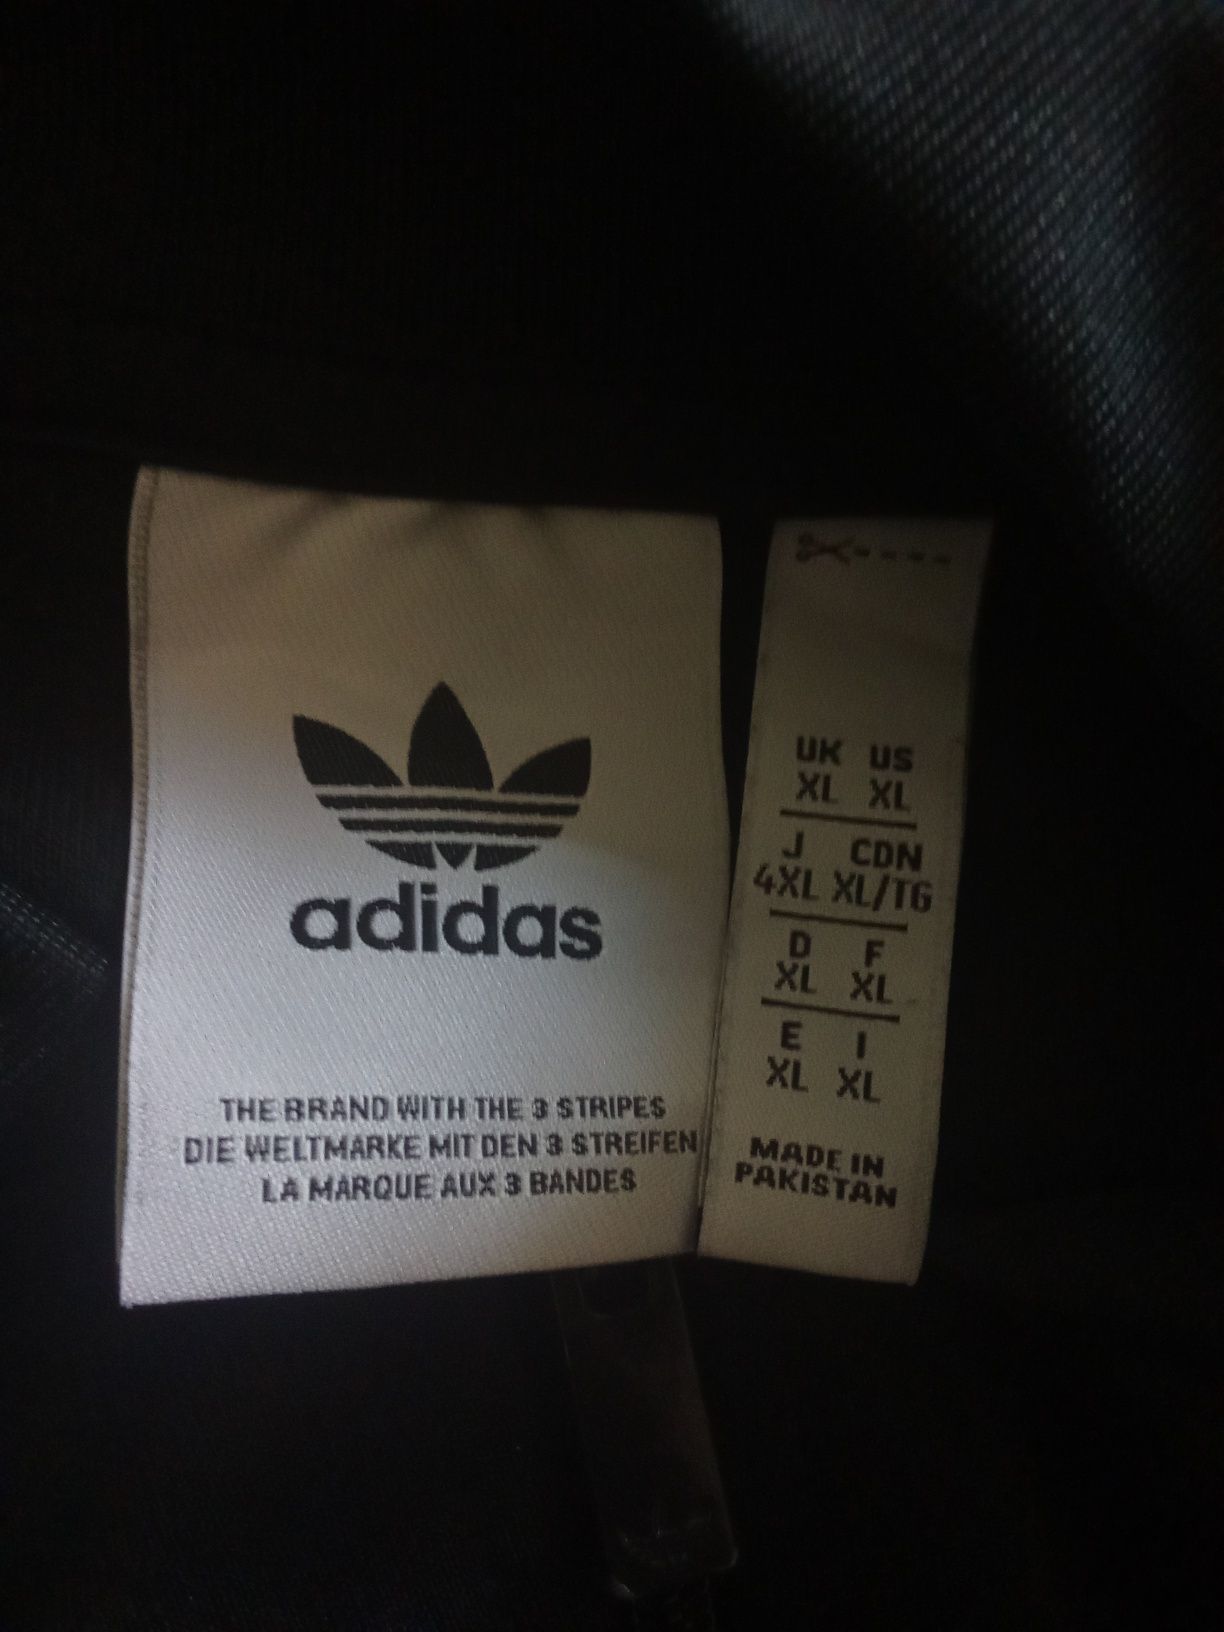 adidas
THE BRAND WITH THE 3 STRIPES
DIE WELTMARKE MIT DEN 3 STREIFEN
LA MARQUE AUX 3 BANDES
UK US
XL XL
J CDN
4XL XL/TG
D F
XL XL
E I
XL XL
MADE IN
PAKISTAN